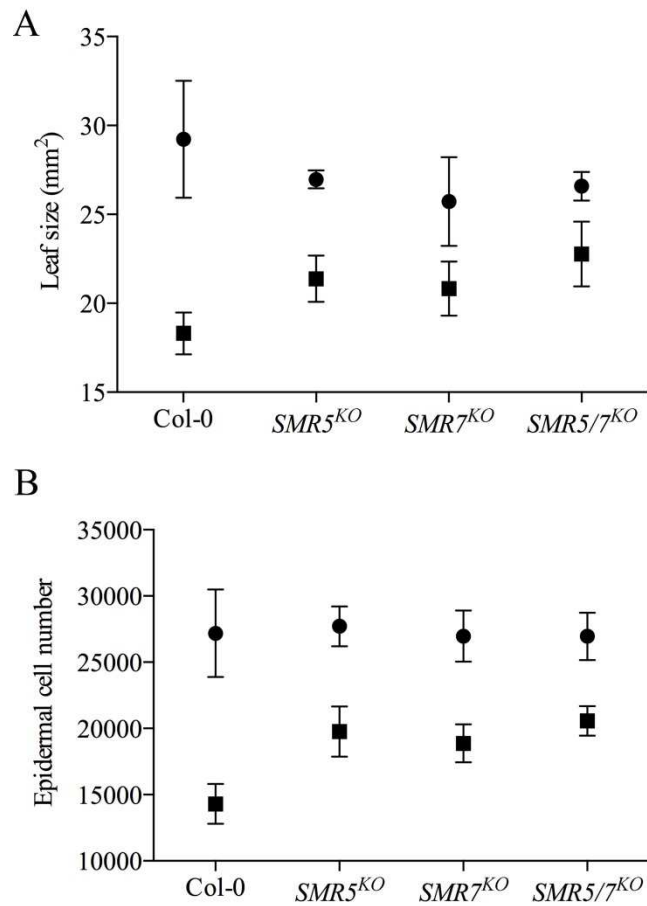 A
35
30
25
20
15
Leaf size (mm²)
Col-0 SMR5ᴷᴼ SMR7ᴷᴼ SMR5/7ᴷᴼ
B
35000
30000
25000
20000
15000
10000
Epidermal cell number
Col-0 SMR5ᴷᴼ SMR7ᴷᴼ SMR5/7ᴷᴼ